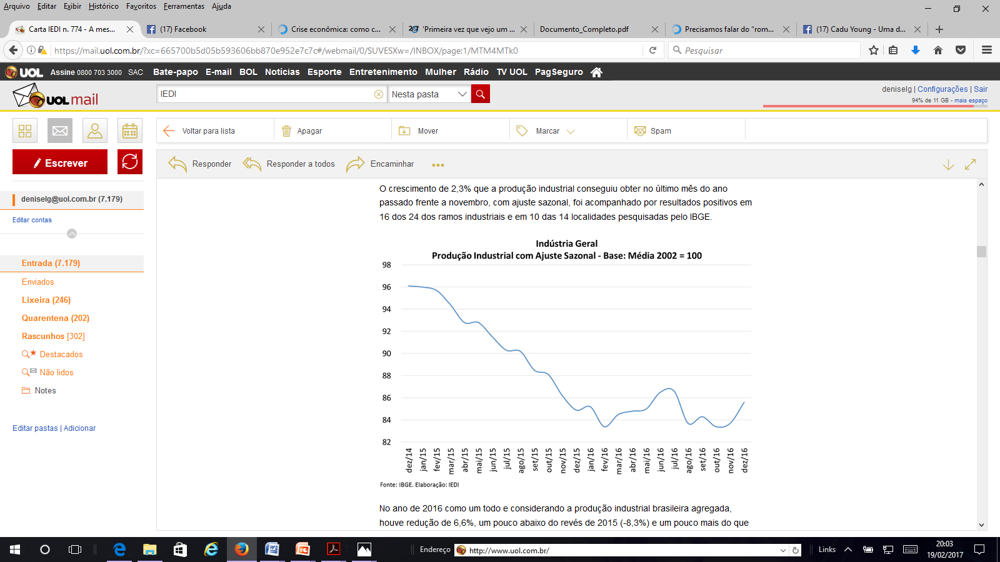 Arquivo Editar Exibir Histórico Favoritos Ferramentas Ajuda
Carta IEDI n. 774 - A mes...
(17) Facebook
Crise econômica: como c...
'Primeira vez que vejo um ...
Documento_Completo.pdf
Precisamos falar do "rom...
(17) Cadu Young - Uma d...
https://mail.uol.com.br/?xc=665700b5d05b593606bb870e952e7c7c#/webmail/0/SUVESXw=/INBOX/page:1/MTM4MTk0
Pesquisar
UOL Assine 0800 703 3000 SAC Bate-papo E-mail BOL Notícias Esporte Entretenimento Mulher Rádio TV UOL PagSeguro
UOL mail
IEDI
Nesta pasta
deniselg | Configurações | Sair
94% de 11 GB - mais espaço
Voltar para lista
Apagar
Mover
Marcar
Spam
Escrever
Responder
Responder a todos
Encaminhar
deniselg@uol.com.br (7.179)
Editar contas
Entrada (7.179)
Enviados
Lixeira (246)
Quarentena (202)
Rascunhos [302]
Destacados
Não lidos
Notes
Editar pastas | Adicionar
O crescimento de 2,3% que a produção industrial conseguiu obter no último mês do ano
passado frente a novembro, com ajuste sazonal, foi acompanhado por resultados positivos em
16 dos 24 dos ramos industriais e em 10 das 14 localidades pesquisadas pelo IBGE.
Indústria Geral
Produção Industrial com Ajuste Sazonal - Base: Média 2002 = 100
98
96
94
92
90
88
86
84
82
dez/14
jan/15
fev/15
mar/15
abr/15
mai/15
jun/15
jul/15
ago/15
set/15
out/15
nov/15
dez/15
jan/16
fev/16
mar/16
abr/16
mai/16
jun/16
jul/16
ago/16
set/16
out/16
nov/16
dez/16
Fonte: IBGE. Elaboração: IEDI
No ano de 2016 como um todo e considerando a produção industrial brasileira agregada,
houve redução de 6,6%, um pouco abaixo do revés de 2015 (-8,3%) e um pouco mais do que
Endereço
http://www.uol.com.br/
Links
20:03
19/02/2017